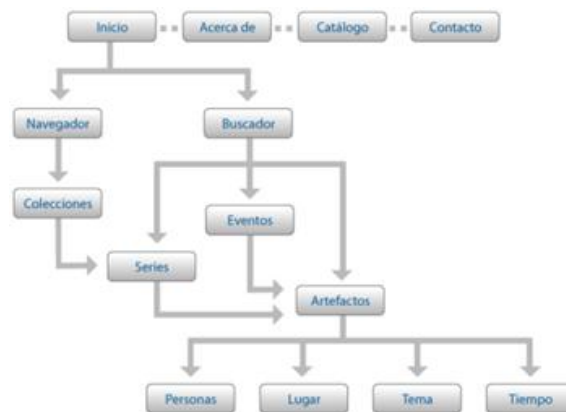 Inicio
Acerca de
Catálogo
Contacto
Navegador
Buscador
Colecciones
Eventos
Series
Artefactos
Personas
Lugar
Tema
Tiempo